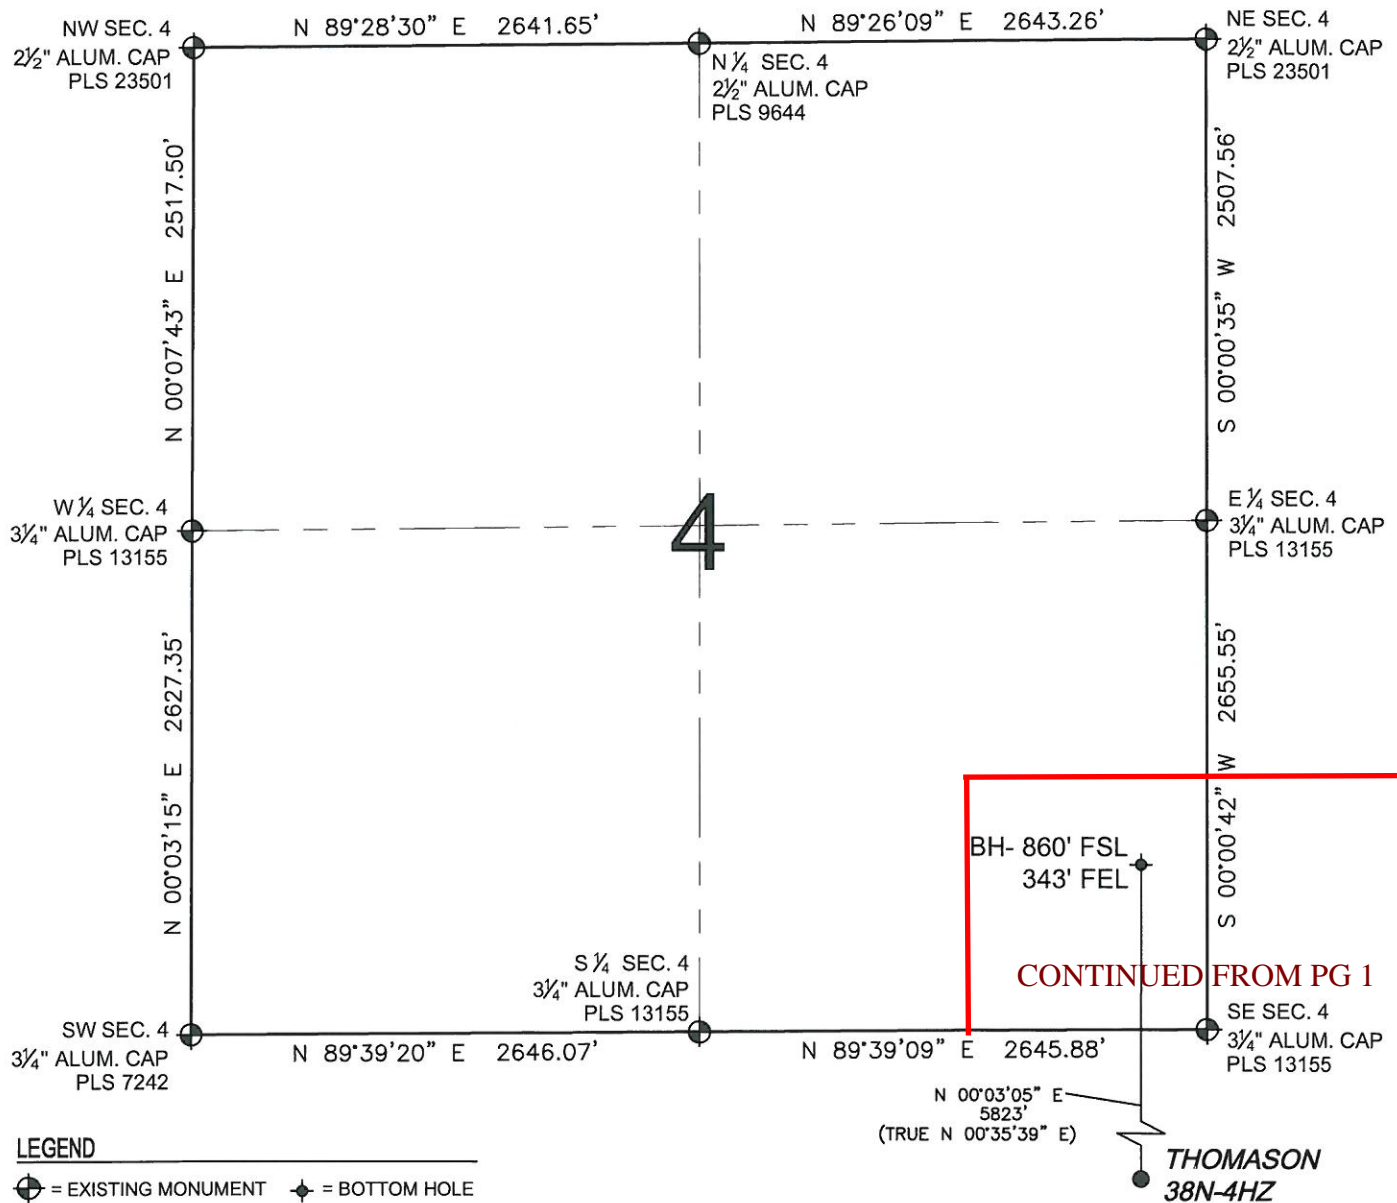 NW SEC. 4
2½" ALUM. CAP
PLS 23501
N 89°28'30" E 2641.65'
N 89°26'09" E 2643.26'
NE SEC. 4
2½" ALUM. CAP
PLS 23501
N ¼ SEC. 4
2½" ALUM. CAP
PLS 9644
N 00°07'43" E 2517.50'
S 00°00'35" W 2507.56'
W ¼ SEC. 4
3¼" ALUM. CAP
PLS 13155
4
E ¼ SEC. 4
3¼" ALUM. CAP
PLS 13155
N 00°03'15" E 2627.35'
S 00°00'42" W 2655.55'
BH- 860' FSL
343' FEL
CONTINUED FROM PG 1
S ¼ SEC. 4
3¼" ALUM. CAP
PLS 13155
SW SEC. 4
3¼" ALUM. CAP
PLS 7242
N 89°39'20" E 2646.07'
N 89°39'09" E 2645.88'
SE SEC. 4
3¼" ALUM. CAP
PLS 13155
N 00°03'05" E
5823'
(TRUE N 00°35'39" E)
THOMASON
38N-4HZ
LEGEND
= EXISTING MONUMENT = BOTTOM HOLE